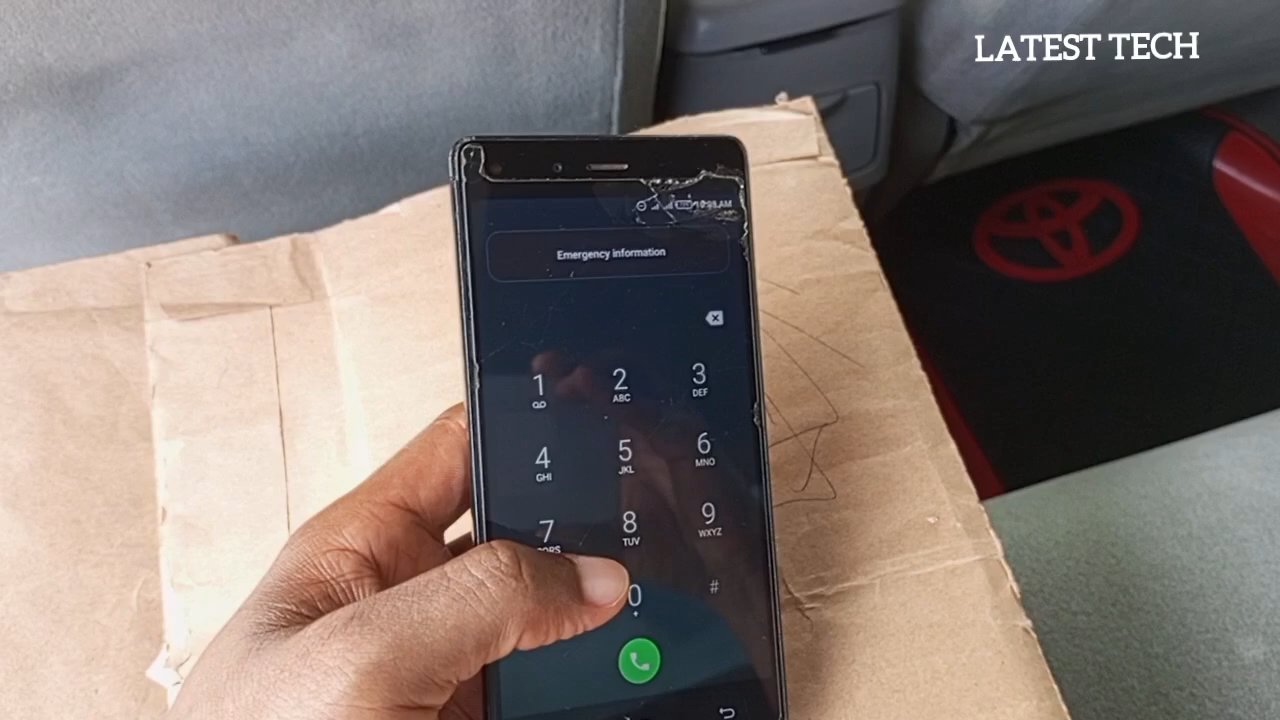 LATEST TECH
Emergency information
1
2 ABC
3 DEF
4 GHI
5 JKL
6 MNO
7
8 TUV
9 WXYZ
0
+
#